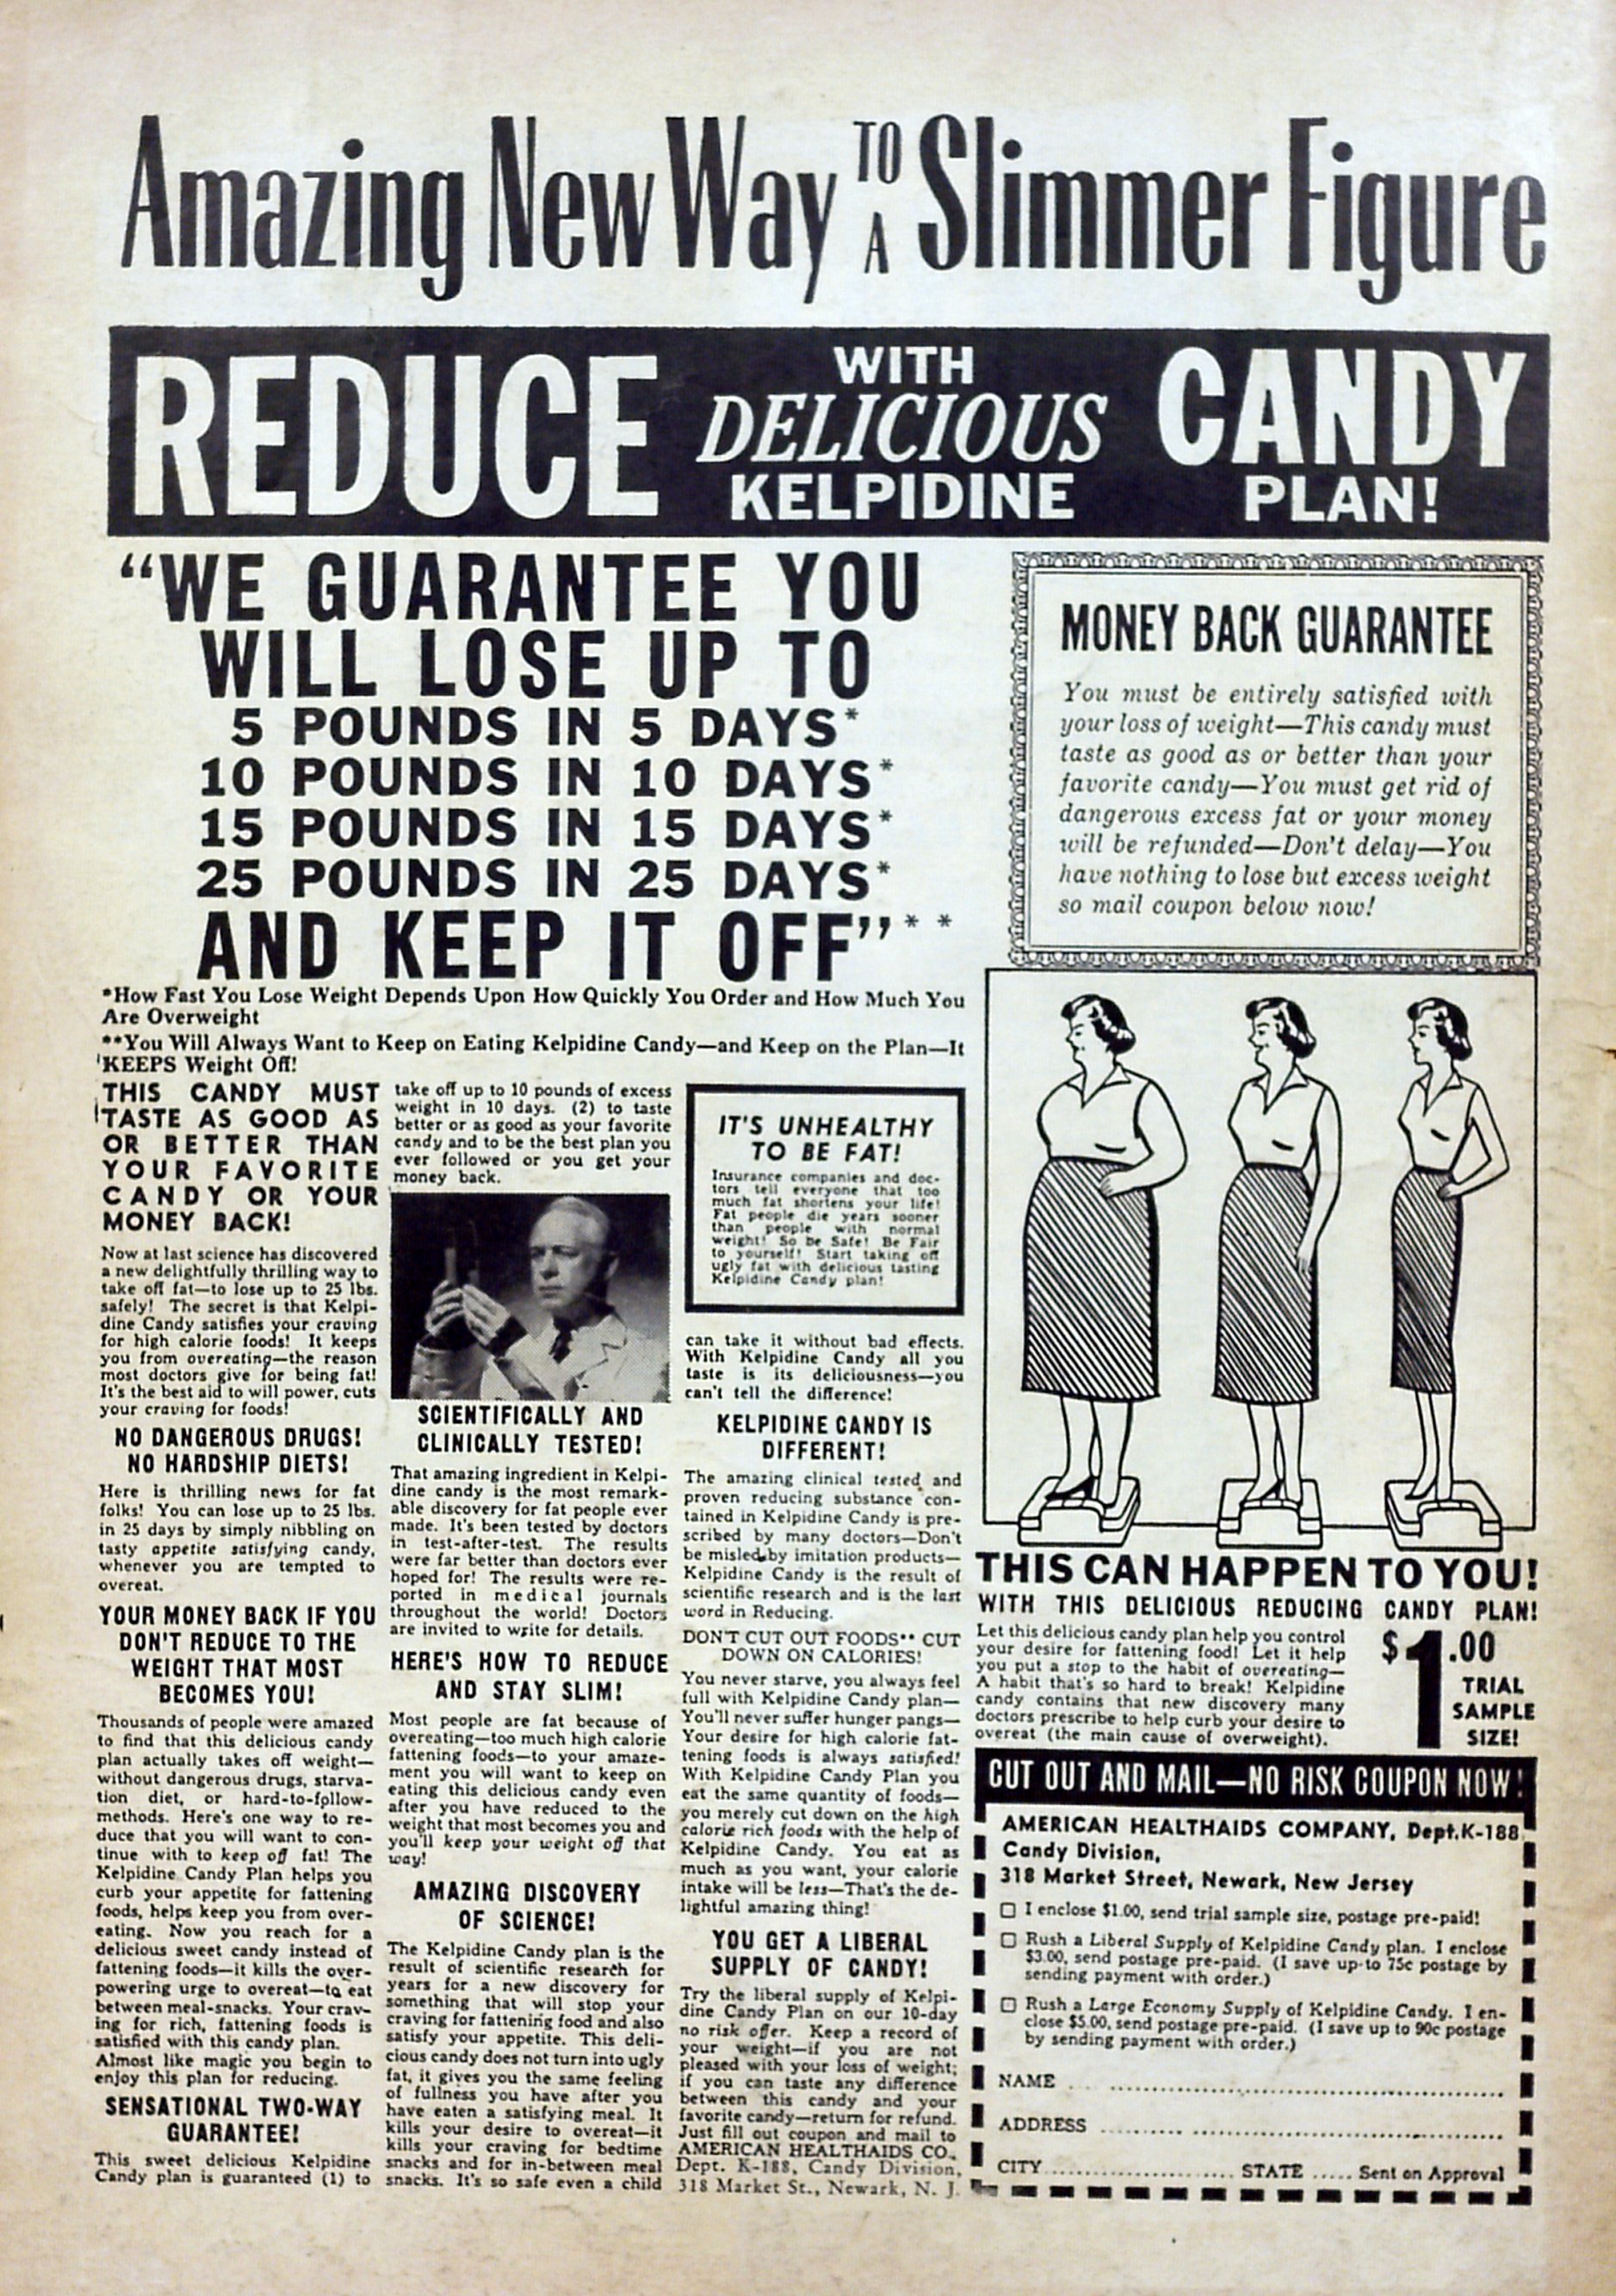 Amazing New Way TO A Slimmer Figure
REDUCE WITH DELICIOUS KELPIDINE CANDY PLAN!
"WE GUARANTEE YOU
WILL LOSE UP TO
5 POUNDS IN 5 DAYS*
10 POUNDS IN 10 DAYS*
15 POUNDS IN 15 DAYS*
25 POUNDS IN 25 DAYS*
AND KEEP IT OFF"**
*How Fast You Lose Weight Depends Upon How Quickly You Order and How Much You
Are Overweight
**You Will Always Want to Keep on Eating Kelpidine Candy—and Keep on the Plan—It
KEEPS Weight Off!
MONEY BACK GUARANTEE
You must be entirely satisfied with
your loss of weight—This candy must
taste as good as or better than your
favorite candy—You must get rid of
dangerous excess fat or your money
will be refunded—Don't delay—You
have nothing to lose but excess weight
so mail coupon below now!
THIS CANDY MUST
TASTE AS GOOD AS
OR BETTER THAN
YOUR FAVORITE
CANDY OR YOUR
MONEY BACK!
Now at last science has discovered
a new delightfully thrilling way to
take off fat—to lose up to 25 lbs.
safely! The secret is that Kelpi-
dine Candy satisfies your craving
for high calorie foods! It keeps
you from overeating—the reason
most doctors give for being fat!
It's the best aid to will power, cuts
your craving for foods!
NO DANGEROUS DRUGS!
NO HARDSHIP DIETS!
Here is thrilling news for fat
folks! You can lose up to 25 lbs.
in 25 days by simply nibbling on
tasty appetite satisfying candy,
whenever you are tempted to
overeat.
YOUR MONEY BACK IF YOU
DON'T REDUCE TO THE
WEIGHT THAT MOST
BECOMES YOU!
Thousands of people were amazed
to find that this delicious candy
plan actually takes off weight—
without dangerous drugs, starva-
tion diet, or hard-to-follow-
methods. Here's one way to re-
duce that you will want to con-
tinue with to keep off fat! The
Kelpidine Candy Plan helps you
curb your appetite for fattening
foods, helps keep you from over-
eating. Now you reach for a
delicious sweet candy instead of
fattening foods—it kills the over-
powering urge to overeat—to eat
between meal-snacks. Your crav-
ing for rich, fattening foods is
satisfied with this candy plan.
Almost like magic you begin to
enjoy this plan for reducing.
SENSATIONAL TWO-WAY
GUARANTEE!
This sweet delicious Kelpidine
Candy plan is guaranteed (1) to
take off up to 10 pounds of excess
weight in 10 days. (2) to taste
better or as good as your favorite
candy and to be the best plan you
ever followed or you get your
money back.
SCIENTIFICALLY AND
CLINICALLY TESTED!
That amazing ingredient in Kelpi-
dine candy is the most remark-
able discovery for fat people ever
made. It's been tested by doctors
in test-after-test. The results
were far better than doctors ever
hoped for! The results were re-
ported in medical journals
throughout the world! Doctors
are invited to write for details.
HERE'S HOW TO REDUCE
AND STAY SLIM!
Most people are fat because of
overeating—too much high calorie
fattening foods—to your amaze-
ment you will want to keep on
eating this delicious candy even
after you have reduced to the
weight that most becomes you and
you'll keep your weight off that
way!
AMAZING DISCOVERY
OF SCIENCE!
The Kelpidine Candy plan is the
result of scientific research for
years for a new discovery for
something that will stop your
craving for fattening food and also
satisfy your appetite. This deli-
cious candy does not turn into ugly
fat, it gives you the same feeling
of fullness you have after you
have eaten a satisfying meal. It
kills your desire to overeat—it
kills your craving for bedtime
snacks and for in-between meal
snacks. It's so safe even a child
IT'S UNHEALTHY
TO BE FAT!
Insurance companies and doc-
tors tell everyone that too
much fat shortens your life!
Fat people die years sooner
than people with normal
weight! So be Safe! Be Fair
to yourself! Start taking off
ugly fat with delicious tasting
Kelpidine Candy plan!
can take it without bad effects.
With Kelpidine Candy all you
taste is its deliciousness—you
can't tell the difference!
KELPIDINE CANDY IS
DIFFERENT!
The amazing clinical tested and
proven reducing substance con-
tained in Kelpidine Candy is pre-
scribed by many doctors—Don't
be misled by imitation products—
Kelpidine Candy is the result of
scientific research and is the last
word in Reducing.
DON'T CUT OUT FOODS** CUT
DOWN ON CALORIES!
You never starve, you always feel
full with Kelpidine Candy plan—
You'll never suffer hunger pangs—
Your desire for high calorie fat-
tening foods is always satisfied!
With Kelpidine Candy Plan you
eat the same quantity of foods—
you merely cut down on the high
calorie rich foods with the help of
Kelpidine Candy. You eat as
much as you want, your calorie
intake will be less—That's the de-
lightful amazing thing!
YOU GET A LIBERAL
SUPPLY OF CANDY!
Try the liberal supply of Kelpi-
dine Candy Plan on our 10-day
no risk offer. Keep a record of
your weight—if you are not
pleased with your loss of weight;
if you can taste any difference
between this candy and your
favorite candy—return for refund.
Just fill out coupon and mail to
AMERICAN HEALTHAIDS CO.,
Dept. K-188, Candy Division,
318 Market St., Newark, N. J.
THIS CAN HAPPEN TO YOU!
WITH THIS DELICIOUS REDUCING CANDY PLAN!
Let this delicious candy plan help you control
your desire for fattening food! Let it help
you put a stop to the habit of overeating—
A habit that's so hard to break! Kelpidine
candy contains that new discovery many
doctors prescribe to help curb your desire to
overeat (the main cause of overweight).
$1.00
TRIAL
SAMPLE
SIZE!
CUT OUT AND MAIL—NO RISK COUPON NOW!
AMERICAN HEALTHAIDS COMPANY, Dept.K-188
Candy Division,
318 Market Street, Newark, New Jersey
☐ I enclose $1.00, send trial sample size, postage pre-paid!
☐ Rush a Liberal Supply of Kelpidine Candy plan. I enclose
$3.00, send postage pre-paid. (I save up-to 75c postage by
sending payment with order.)
☐ Rush a Large Economy Supply of Kelpidine Candy. I en-
close $5.00, send postage pre-paid. (I save up to 90c postage
by sending payment with order.)
NAME
ADDRESS
CITY STATE Sent on Approval